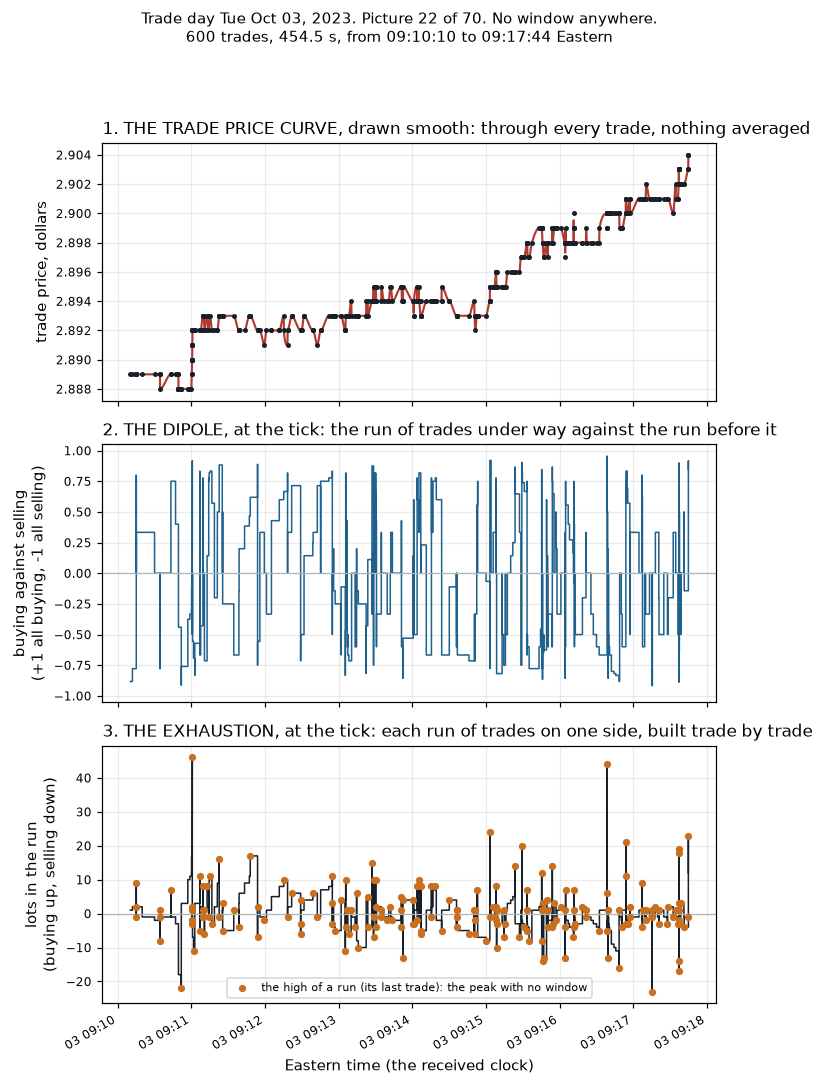 Trade day Tue Oct 03, 2023. Picture 22 of 70. No window anywhere.
600 trades, 454.5 s, from 09:10:10 to 09:17:44 Eastern
1. THE TRADE PRICE CURVE, drawn smooth: through every trade, nothing averaged
trade price, dollars
2.904
2.902
2.900
2.898
2.896
2.894
2.892
2.890
2.888
2. THE DIPOLE, at the tick: the run of trades under way against the run before it
buying against selling
(+1 all buying, -1 all selling)
1.00
0.75
0.50
0.25
0.00
−0.25
−0.50
−0.75
−1.00
3. THE EXHAUSTION, at the tick: each run of trades on one side, built trade by trade
lots in the run
(buying up, selling down)
40
30
20
10
0
−10
−20
the high of a run (its last trade): the peak with no window
03 09:10
03 09:11
03 09:12
03 09:13
03 09:14
03 09:15
03 09:16
03 09:17
03 09:18
Eastern time (the received clock)